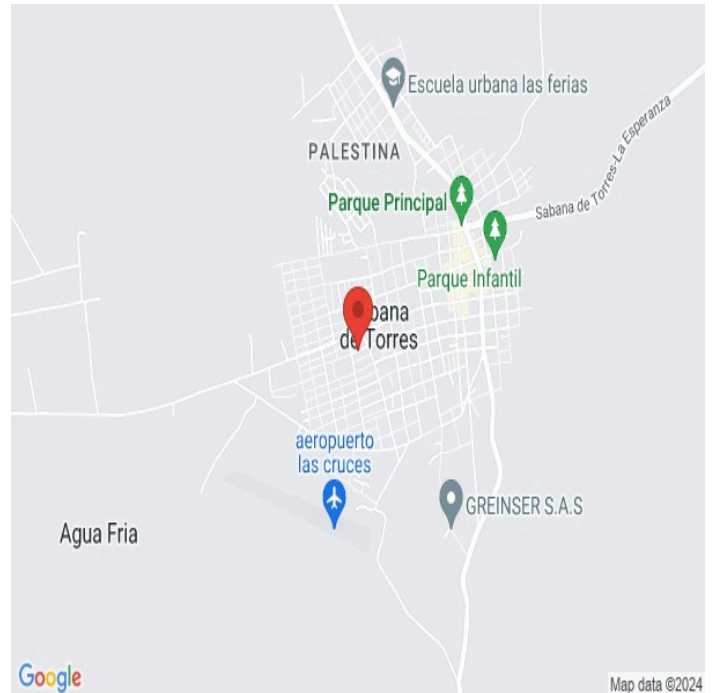 Escuela urbana las ferias
PALESTINA
Parque Principal
Sabana de Torres-La Esperanza
Parque Infantil
bana
de Torres
aeropuerto
las cruces
GREINSER S.A.S
Agua Fria
Google
Map data ©2024